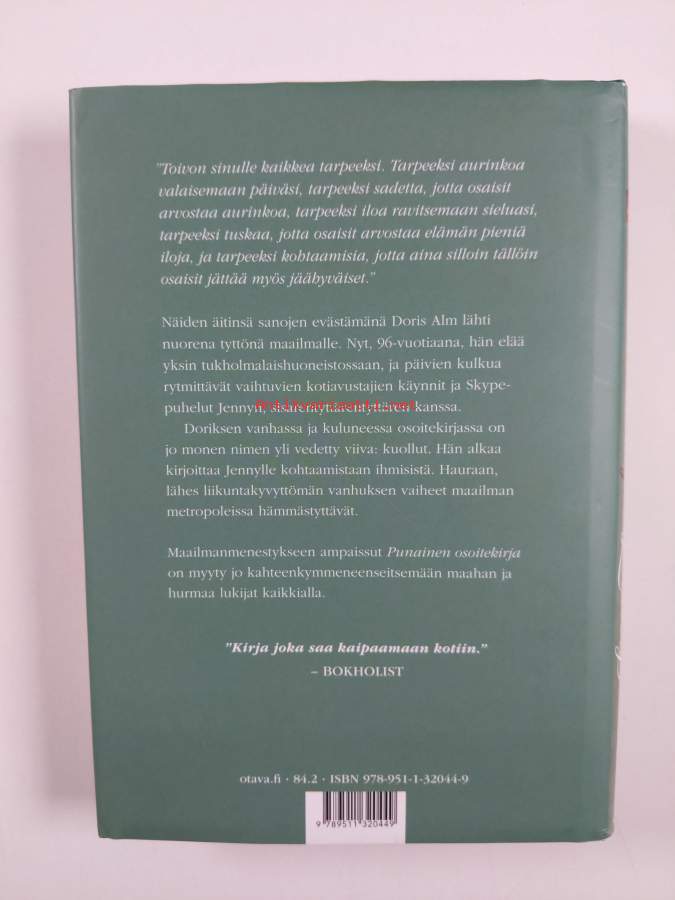 "Toivon sinulle kaikkea tarpeeksi. Tarpeeksi aurinkoa
valaisemaan päiväsi, tarpeeksi sadetta, jotta osaisit
arvostaa aurinkoa, tarpeeksi iloa ravitsemaan sieluasi,
tarpeeksi tuskaa, jotta osaisit arvostaa elämän pieniä
iloja, ja tarpeeksi kohtaamisia, jotta aina silloin tällöin
osaisit jättää myös jäähyväiset."
Näiden äitinsä sanojen evästämänä Doris Alm lähti
nuorena tyttönä maailmalle. Nyt, 96-vuotiaana, hän elää
yksin tukholmalaishuoneistossaan, ja päivien kulkua
rytmittävät vaihtuvien kotiavustajien käynnit ja Skype-
puhelut Jennyn, sisarentyttärentyttären kanssa.
Doriksen vanhassa ja kuluneessa osoitekirjassa on
jo monen nimen yli vedetty viiva: kuollut. Hän alkaa
kirjoittaa Jennylle kohtaamistaan ihmisistä. Hauraan,
lähes liikuntakyvyttömän vanhuksen vaiheet maailman
metropoleissa hämmästyttävät.
Maailmanmenestykseen ampaissut Punainen osoitekirja
on myyty jo kahteenkymmeneenseitsemään maahan ja
hurmaa lukijat kaikkialla.
"Kirja joka saa kaipaamaan kotiin."
– BOKHOLIST
otava.fi · 84.2 · ISBN 978-951-1-32044-9
9 789511 320449